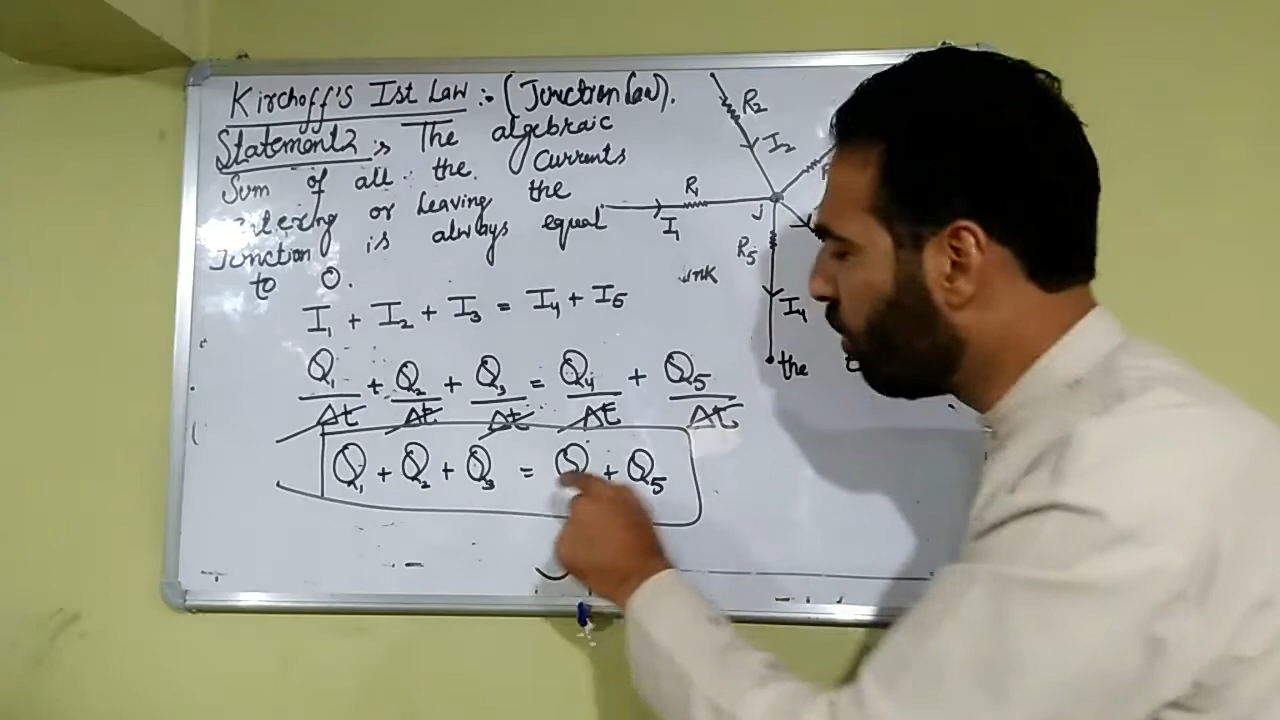 Kirchoff's Ist Law :- (Junction law).
Statement :- The algebraic
Sum of all the currents
entering or leaving the
Junction is always equal
to 0.
I₁ + I₂ + I₃ = I₄ + I₅
Q₁/Δt + Q₂/Δt + Q₃/Δt = Q₄/Δt + Q₅/Δt
Q₁ + Q₂ + Q₃ = Q + Q₅
R₂
I₂
R₁
I₁
J
R₅
I₄
the